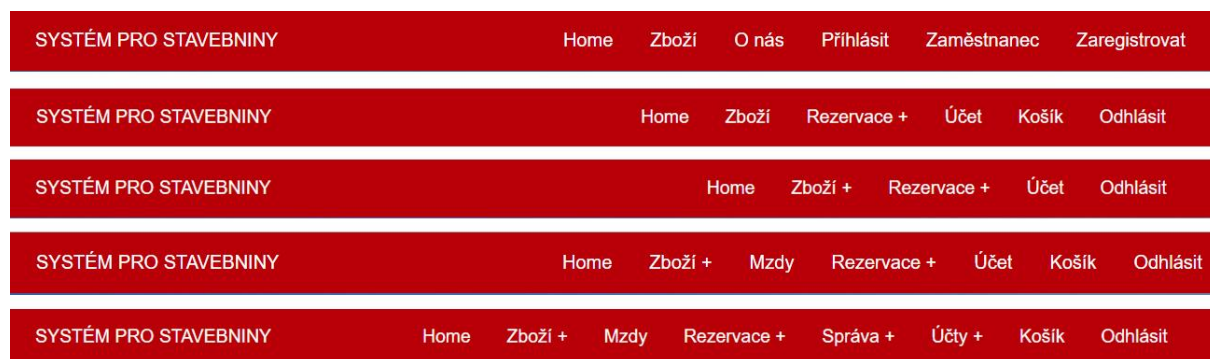 SYSTÉM PRO STAVEBNINY Home Zboží O nás Příhlásit Zaměstnanec Zaregistrovat
SYSTÉM PRO STAVEBNINY Home Zboží Rezervace + Účet Košík Odhlásit
SYSTÉM PRO STAVEBNINY Home Zboží + Rezervace + Účet Odhlásit
SYSTÉM PRO STAVEBNINY Home Zboží + Mzdy Rezervace + Účet Košík Odhlásit
SYSTÉM PRO STAVEBNINY Home Zboží + Mzdy Rezervace + Správa + Účty + Košík Odhlásit